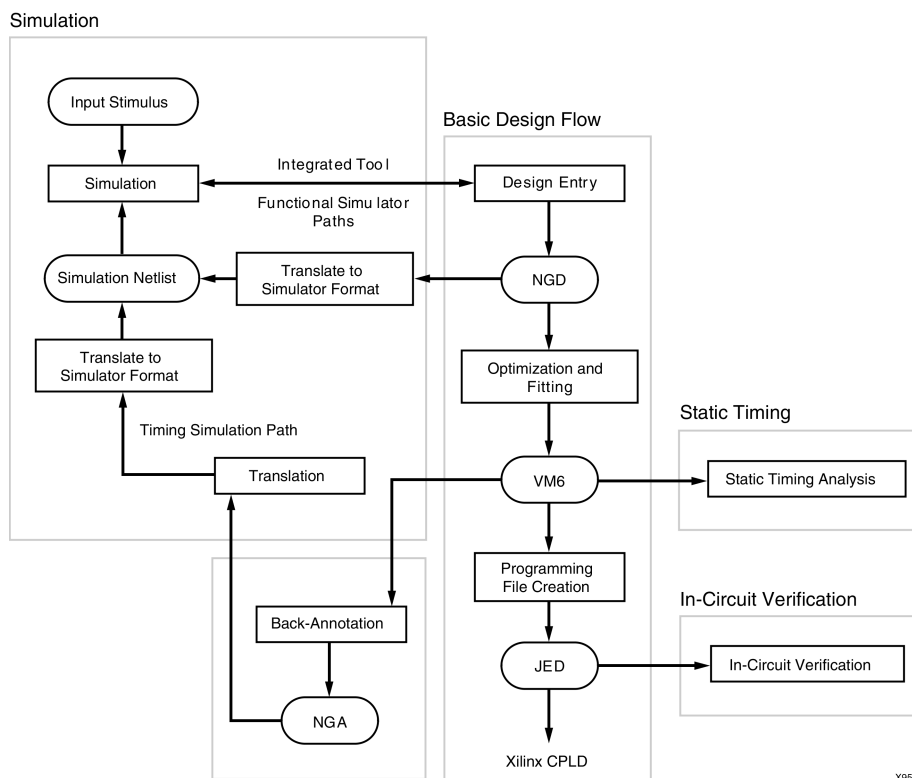 Simulation
Input Stimulus
Basic Design Flow
Integrated Tool
Simulation
Design Entry
Functional Simulator
Paths
Translate to
Simulator Format
Simulation Netlist
NGD
Translate to
Simulator Format
Optimization and
Fitting
Static Timing
Timing Simulation Path
Translation
VM6
Static Timing Analysis
Programming
File Creation
In-Circuit Verification
Back-Annotation
JED
In-Circuit Verification
NGA
Xilinx CPLD